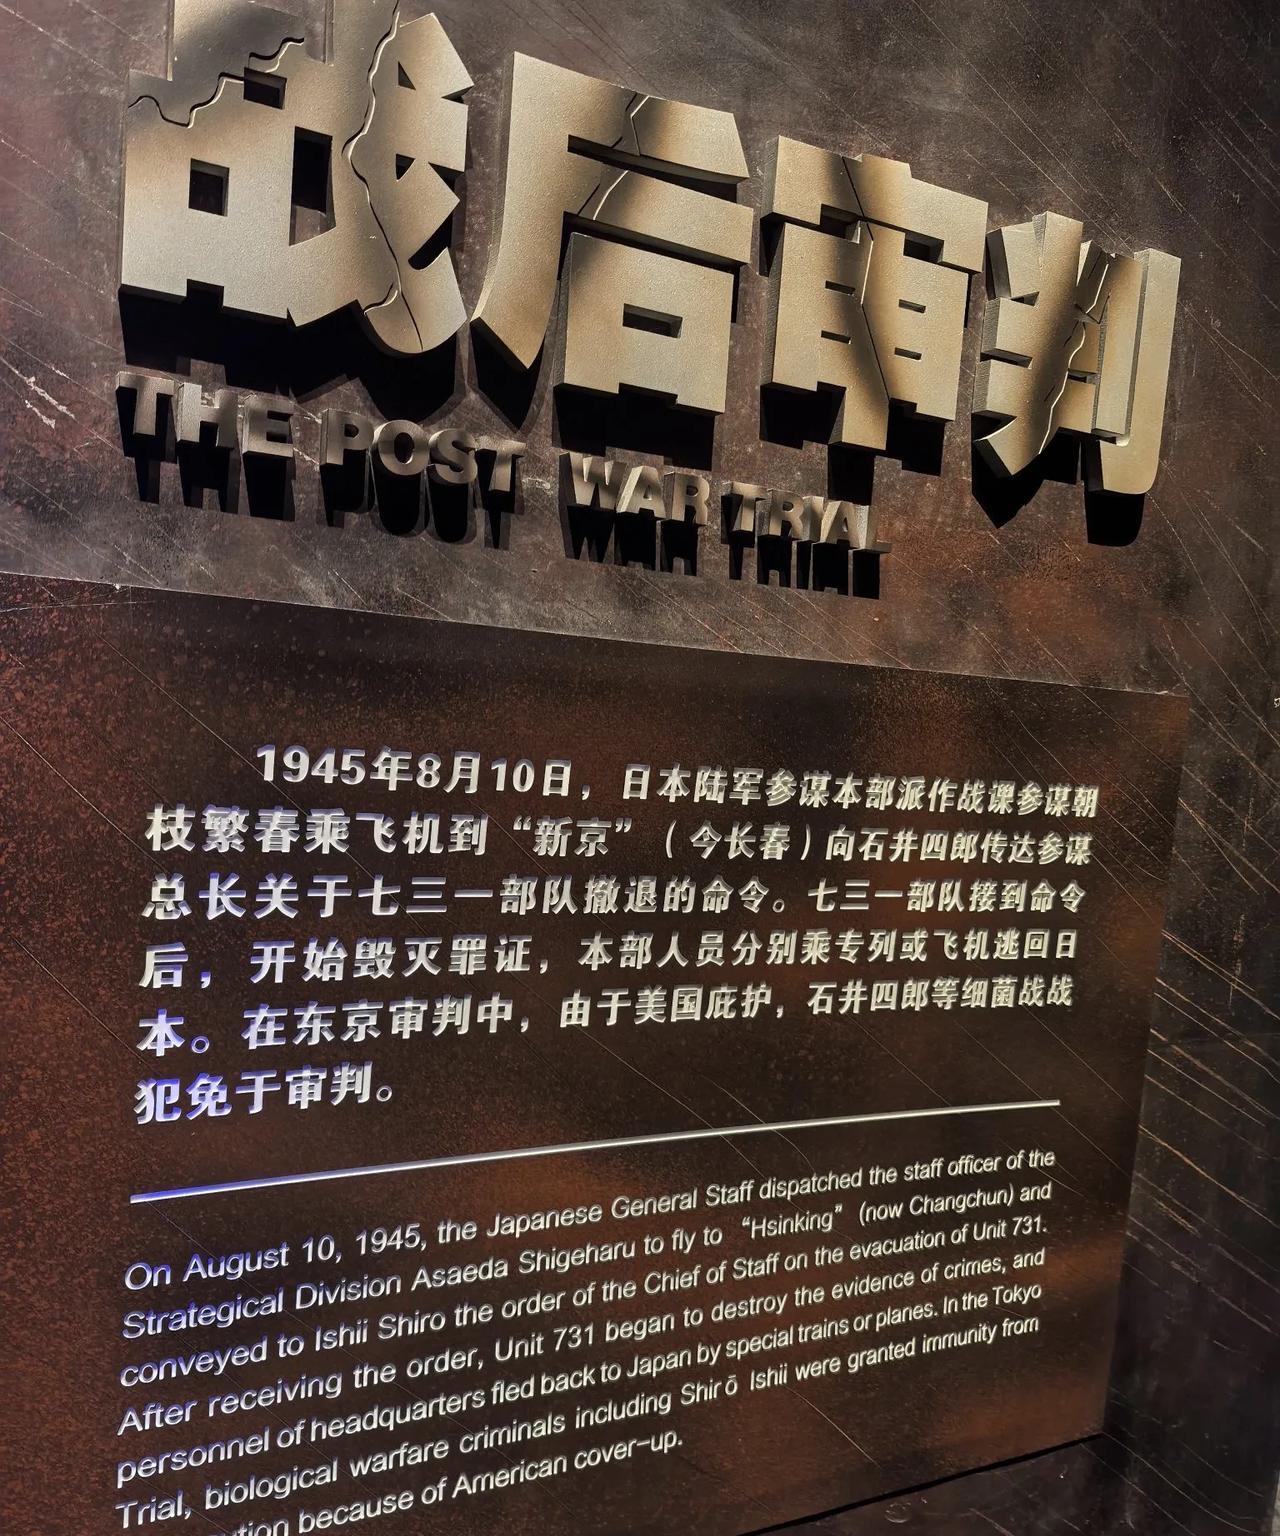 战后审判
THE POST WAR TRIAL
1945年8月10日，日本陆军参谋本部派作战课参谋朝
枝繁春乘飞机到“新京”（今长春）向石井四郎传达参谋
总长关于七三一部队撤退的命令。七三一部队接到命令
后，开始毁灭罪证，本部人员分别乘专列或飞机逃回日
本。在东京审判中，由于美国庇护，石井四郎等细菌战战
犯免于审判。
On August 10, 1945, the Japanese General Staff dispatched the staff officer of the
Strategical Division Asaeda Shigeharu to fly to “Hsinking” (now Changchun) and
conveyed to Ishii Shiro the order of the Chief of Staff on the evacuation of Unit 731.
After receiving the order, Unit 731 began to destroy the evidence of crimes, and
personnel of headquarters fled back to Japan by special trains or planes. In the Tokyo
Trial, biological warfare criminals including Shirō Ishii were granted immunity from
because of American cover-up.